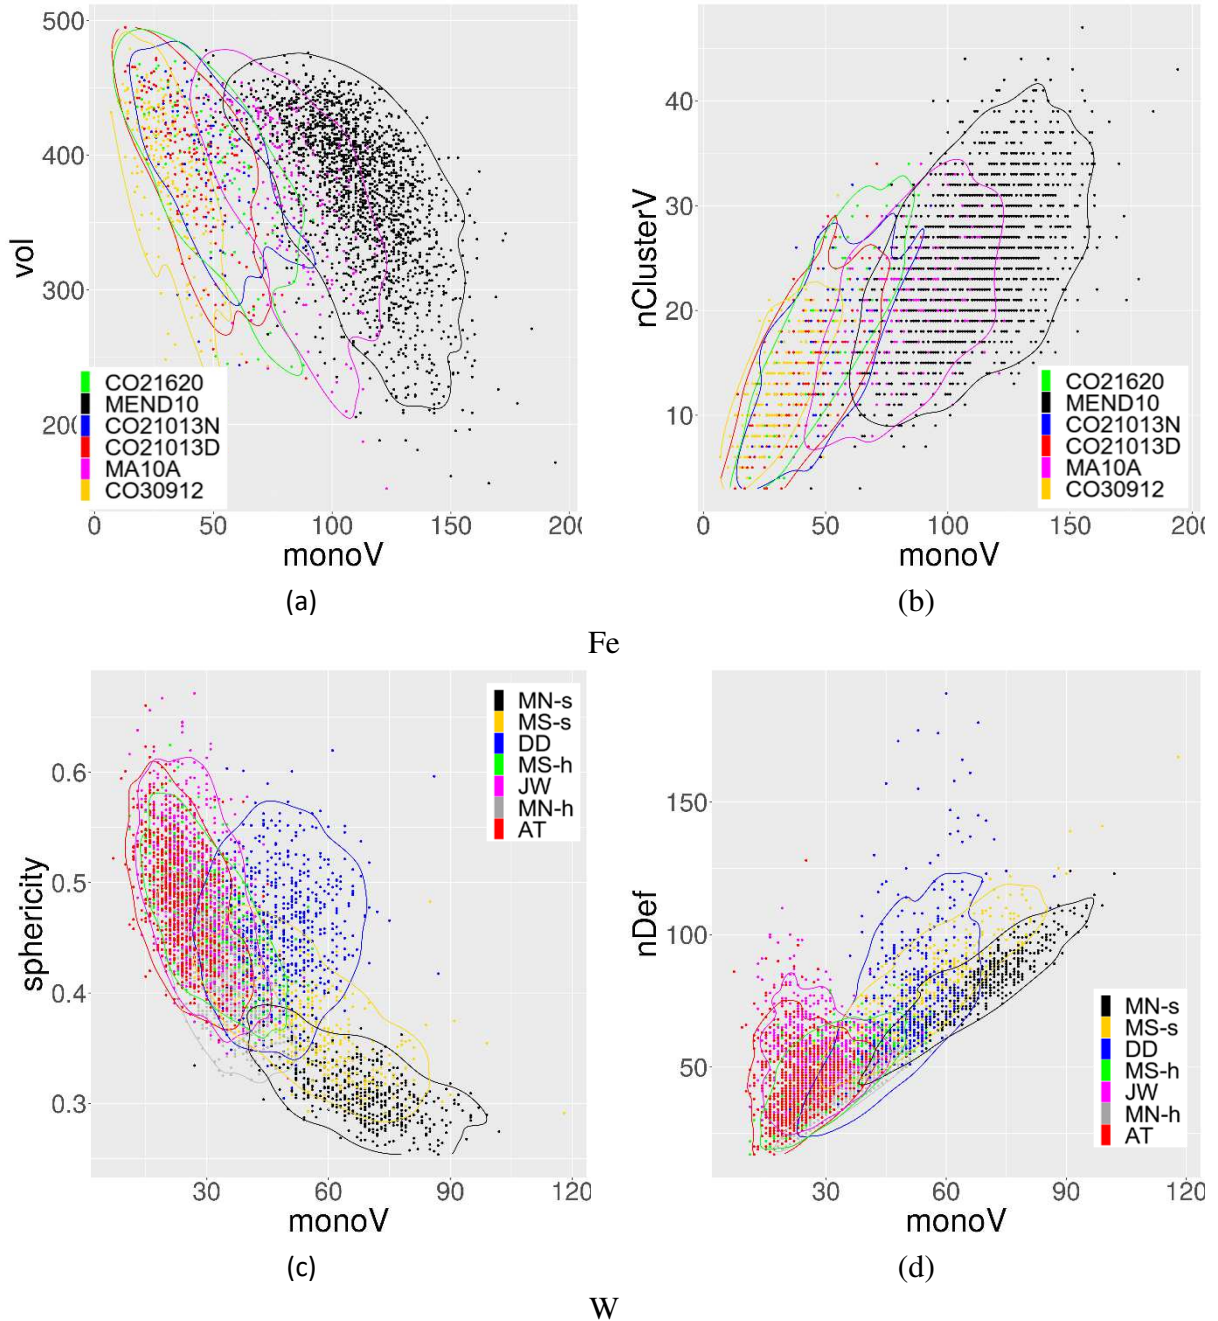 500
400
300
200
vol
CO21620
MEND10
CO21013N
CO21013D
MA10A
CO30912
0 50 100 150 200
monoV
(a)
40
30
20
10
nClusterV
CO21620
MEND10
CO21013N
CO21013D
MA10A
CO30912
0 50 100 150 200
monoV
(b)
Fe
0.6
0.5
0.4
0.3
sphericity
MN-s
MS-s
DD
MS-h
JW
MN-h
AT
30 60 90 120
monoV
(c)
150
100
50
nDef
MN-s
MS-s
DD
MS-h
JW
MN-h
AT
30 60 90 120
monoV
(d)
W